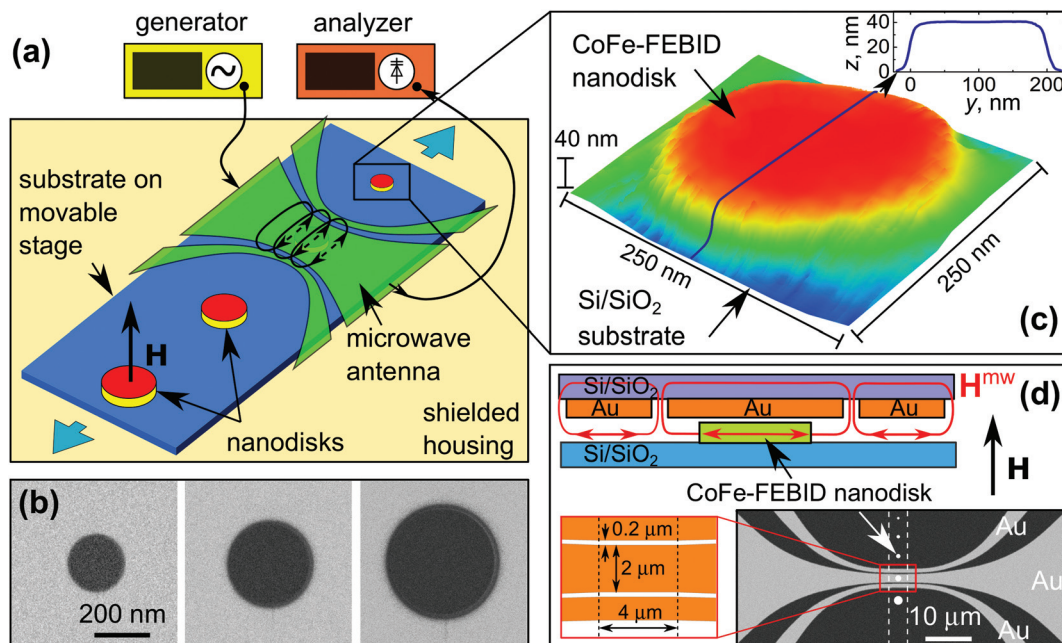 (a)
generator
analyzer
substrate on
movable
stage
H
nanodisks
microwave
antenna
shielded
housing
(b)
200 nm
CoFe-FEBID
nanodisk
40 nm
250 nm
250 nm
Si/SiO2
substrate
(c)
z, nm
40
20
0
0
100
200
y, nm
(d)
Si/SiO2
Hmw
Au
Au
Au
Si/SiO2
CoFe-FEBID nanodisk
H
0.2 μm
2 μm
4 μm
Au
Au
Au
10 μm